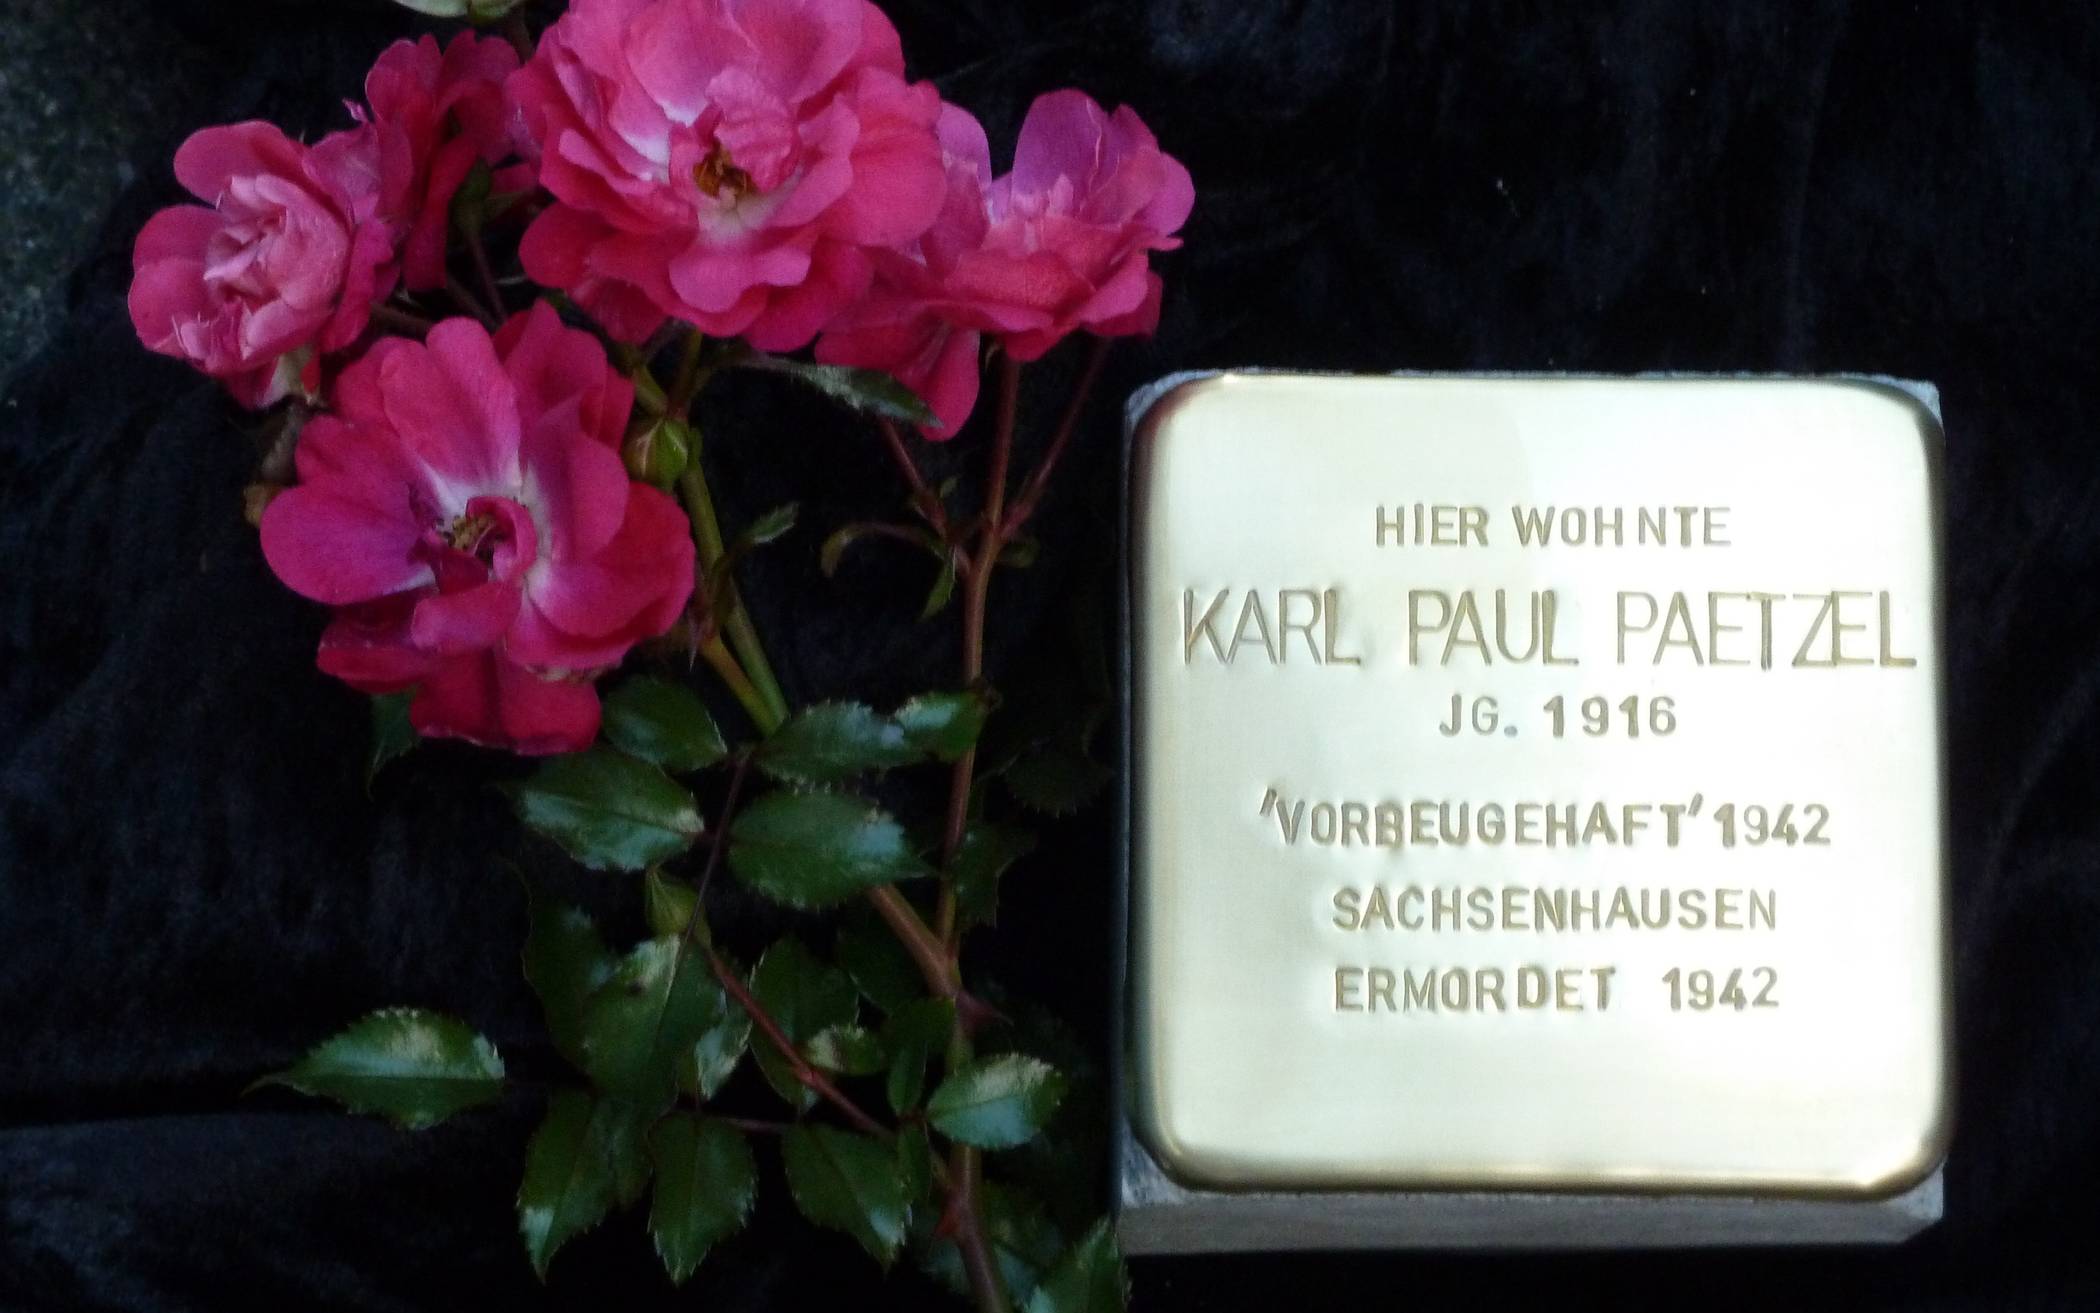 HIER WOHNTE
KARL PAUL PAETZEL
JG. 1916
'VORBEUGEHAFT' 1942
SACHSENHAUSEN
ERMORDET 1942